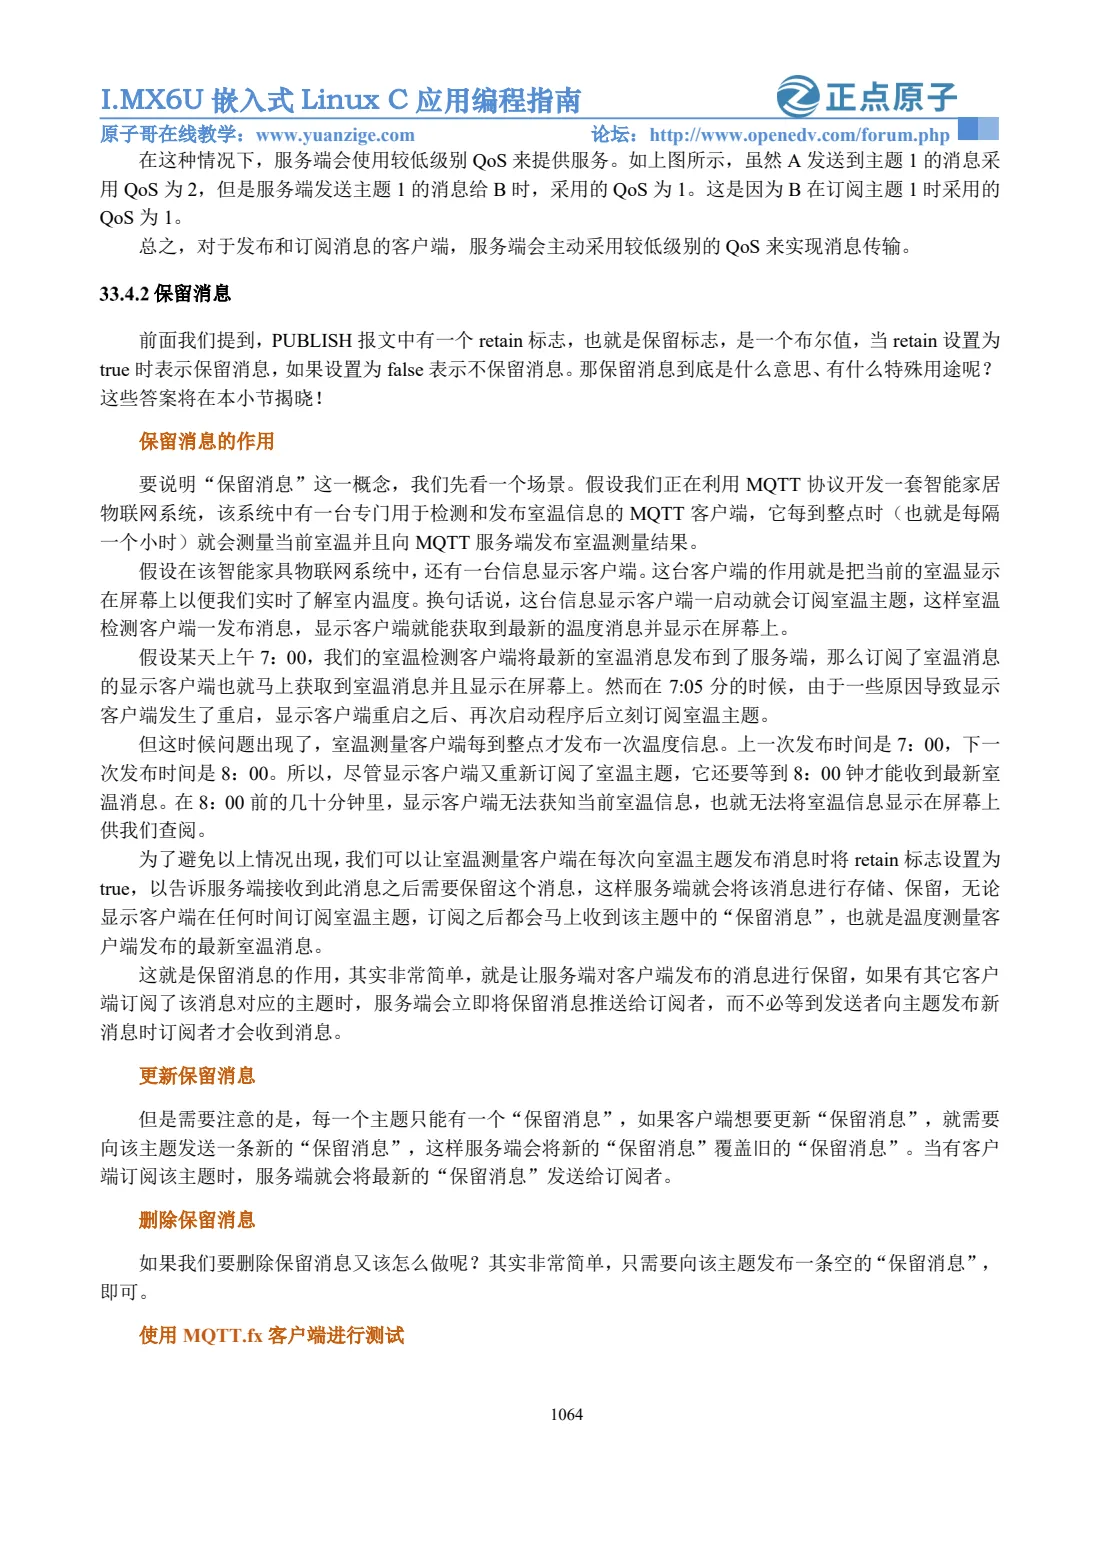 I.MX6U 嵌入式 Linux C 应用编程指南
正点原子
原子哥在线教学：www.yuanzige.com 论坛：http://www.openedv.com/forum.php
在这种情况下，服务端会使用较低级别 QoS 来提供服务。如上图所示，虽然 A 发送到主题 1 的消息采
用 QoS 为 2，但是服务端发送主题 1 的消息给 B 时，采用的 QoS 为 1。这是因为 B 在订阅主题 1 时采用的
QoS 为 1。
总之，对于发布和订阅消息的客户端，服务端会主动采用较低级别的 QoS 来实现消息传输。
33.4.2 保留消息
前面我们提到，PUBLISH 报文中有一个 retain 标志，也就是保留标志，是一个布尔值，当 retain 设置为
true 时表示保留消息，如果设置为 false 表示不保留消息。那保留消息到底是什么意思、有什么特殊用途呢？
这些答案将在本小节揭晓！
保留消息的作用
要说明“保留消息”这一概念，我们先看一个场景。假设我们正在利用 MQTT 协议开发一套智能家居
物联网系统，该系统中有一台专门用于检测和发布室温信息的 MQTT 客户端，它每到整点时（也就是每隔
一个小时）就会测量当前室温并且向 MQTT 服务端发布室温测量结果。
假设在该智能家具物联网系统中，还有一台信息显示客户端。这台客户端的作用就是把当前的室温显示
在屏幕上以便我们实时了解室内温度。换句话说，这台信息显示客户端一启动就会订阅室温主题，这样室温
检测客户端一发布消息，显示客户端就能获取到最新的温度消息并显示在屏幕上。
假设某天上午 7：00，我们的室温检测客户端将最新的室温消息发布到了服务端，那么订阅了室温消息
的显示客户端也就马上获取到室温消息并且显示在屏幕上。然而在 7:05 分的时候，由于一些原因导致显示
客户端发生了重启，显示客户端重启之后、再次启动程序后立刻订阅室温主题。
但这时候问题出现了，室温测量客户端每到整点才发布一次温度信息。上一次发布时间是 7：00，下一
次发布时间是 8：00。所以，尽管显示客户端又重新订阅了室温主题，它还要等到 8：00 钟才能收到最新室
温消息。在 8：00 前的几十分钟里，显示客户端无法获知当前室温信息，也就无法将室温信息显示在屏幕上
供我们查阅。
为了避免以上情况出现，我们可以让室温测量客户端在每次向室温主题发布消息时将 retain 标志设置为
true，以告诉服务端接收到此消息之后需要保留这个消息，这样服务端就会将该消息进行存储、保留，无论
显示客户端在任何时间订阅室温主题，订阅之后都会马上收到该主题中的“保留消息”，也就是温度测量客
户端发布的最新室温消息。
这就是保留消息的作用，其实非常简单，就是让服务端对客户端发布的消息进行保留，如果有其它客户
端订阅了该消息对应的主题时，服务端会立即将保留消息推送给订阅者，而不必等到发送者向主题发布新
消息时订阅者才会收到消息。
更新保留消息
但是需要注意的是，每一个主题只能有一个“保留消息”，如果客户端想要更新“保留消息”，就需要
向该主题发送一条新的“保留消息”，这样服务端会将新的“保留消息”覆盖旧的“保留消息”。当有客户
端订阅该主题时，服务端就会将最新的“保留消息”发送给订阅者。
删除保留消息
如果我们要删除保留消息又该怎么做呢？其实非常简单，只需要向该主题发布一条空的“保留消息”，
即可。
使用 MQTT.fx 客户端进行测试
1064